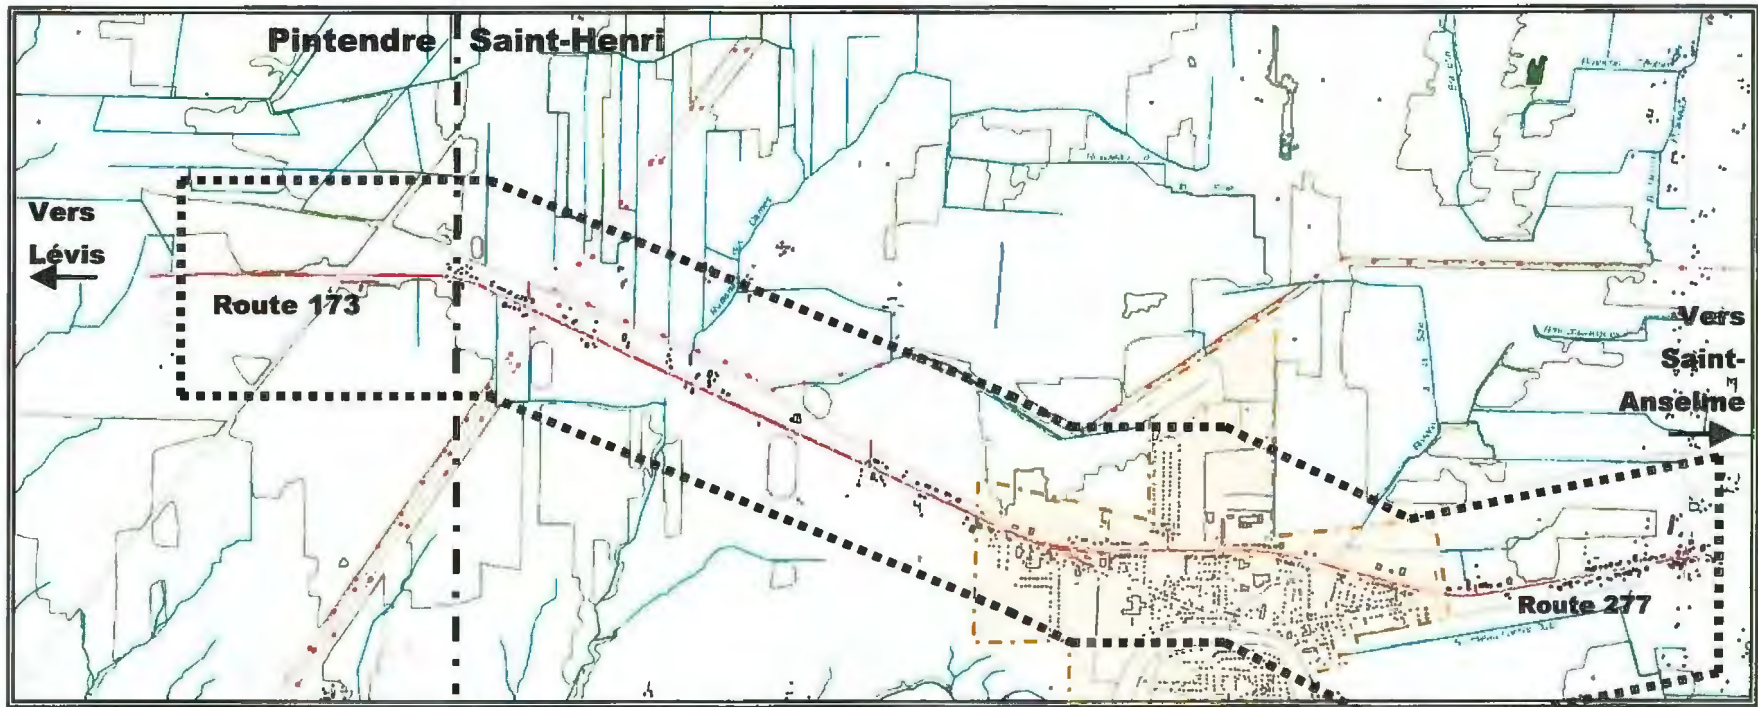 Pintendre Saint-Henri
Vers
Lévis
Route 173
Vers
Saint-
Anselme
Route 277